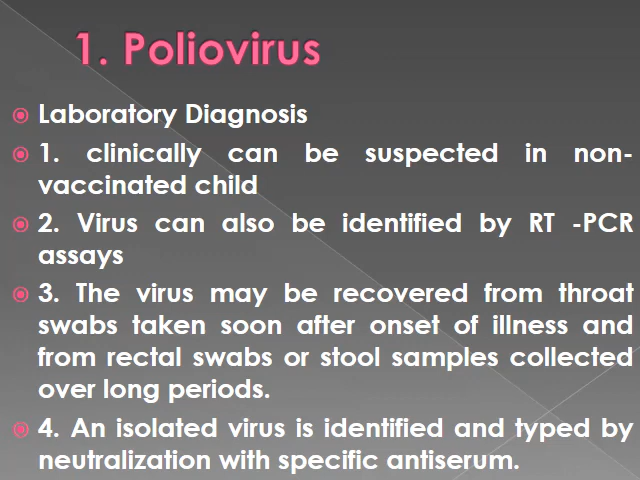 1. Poliovirus
Laboratory Diagnosis
1. clinically can be suspected in non-
vaccinated child
2. Virus can also be identified by RT -PCR
assays
3. The virus may be recovered from throat
swabs taken soon after onset of illness and
from rectal swabs or stool samples collected
over long periods.
4. An isolated virus is identified and typed by
neutralization with specific antiserum.